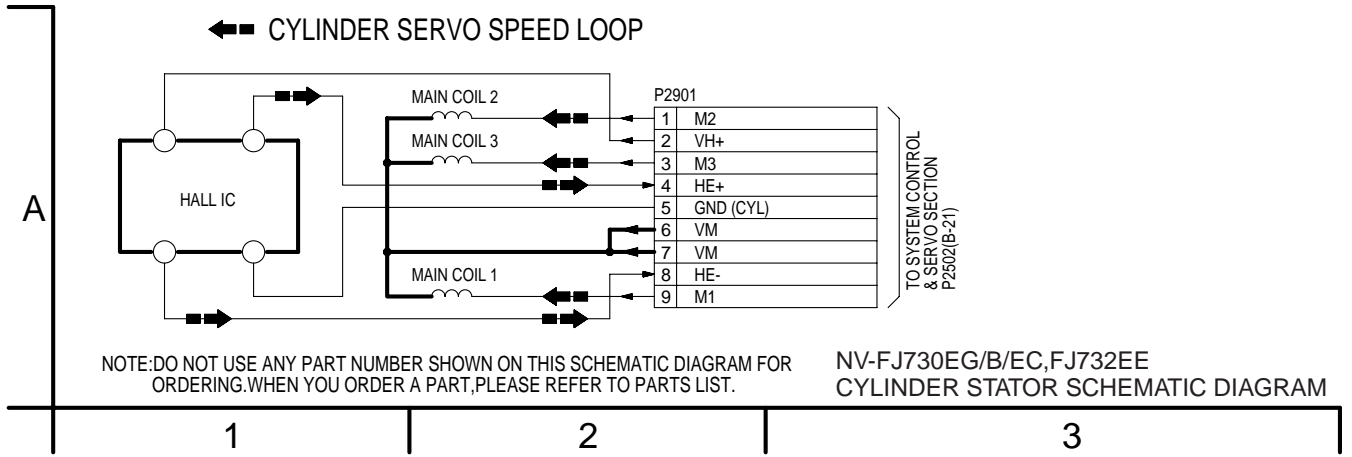 CYLINDER SERVO SPEED LOOP
P2901
MAIN COIL 2
1 M2
2 VH+
MAIN COIL 3
3 M3
4 HE+
HALL IC
5 GND (CYL)
6 VM
7 VM
MAIN COIL 1
8 HE-
9 M1
TO SYSTEM CONTROL
& SERVO SECTION
P2502(B-21)
A
NOTE:DO NOT USE ANY PART NUMBER SHOWN ON THIS SCHEMATIC DIAGRAM FOR
ORDERING.WHEN YOU ORDER A PART,PLEASE REFER TO PARTS LIST.
NV-FJ730EG/B/EC,FJ732EE
CYLINDER STATOR SCHEMATIC DIAGRAM
1 2 3